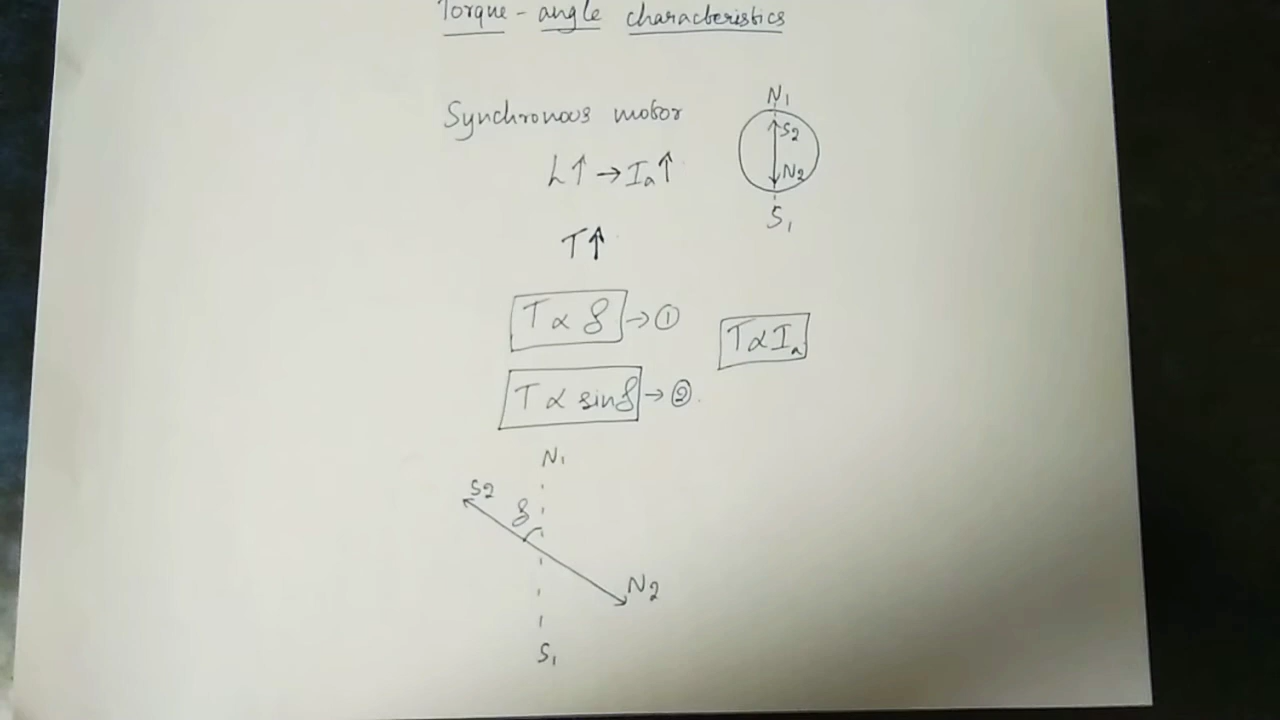 Torque - angle characteristics
Synchronous motor
L↑ → Ia↑
T↑
T ∝ δ → ①
T ∝ Ia
T ∝ sinδ → ②
N1
S2
N2
S1
N1
S2
δ
N2
S1